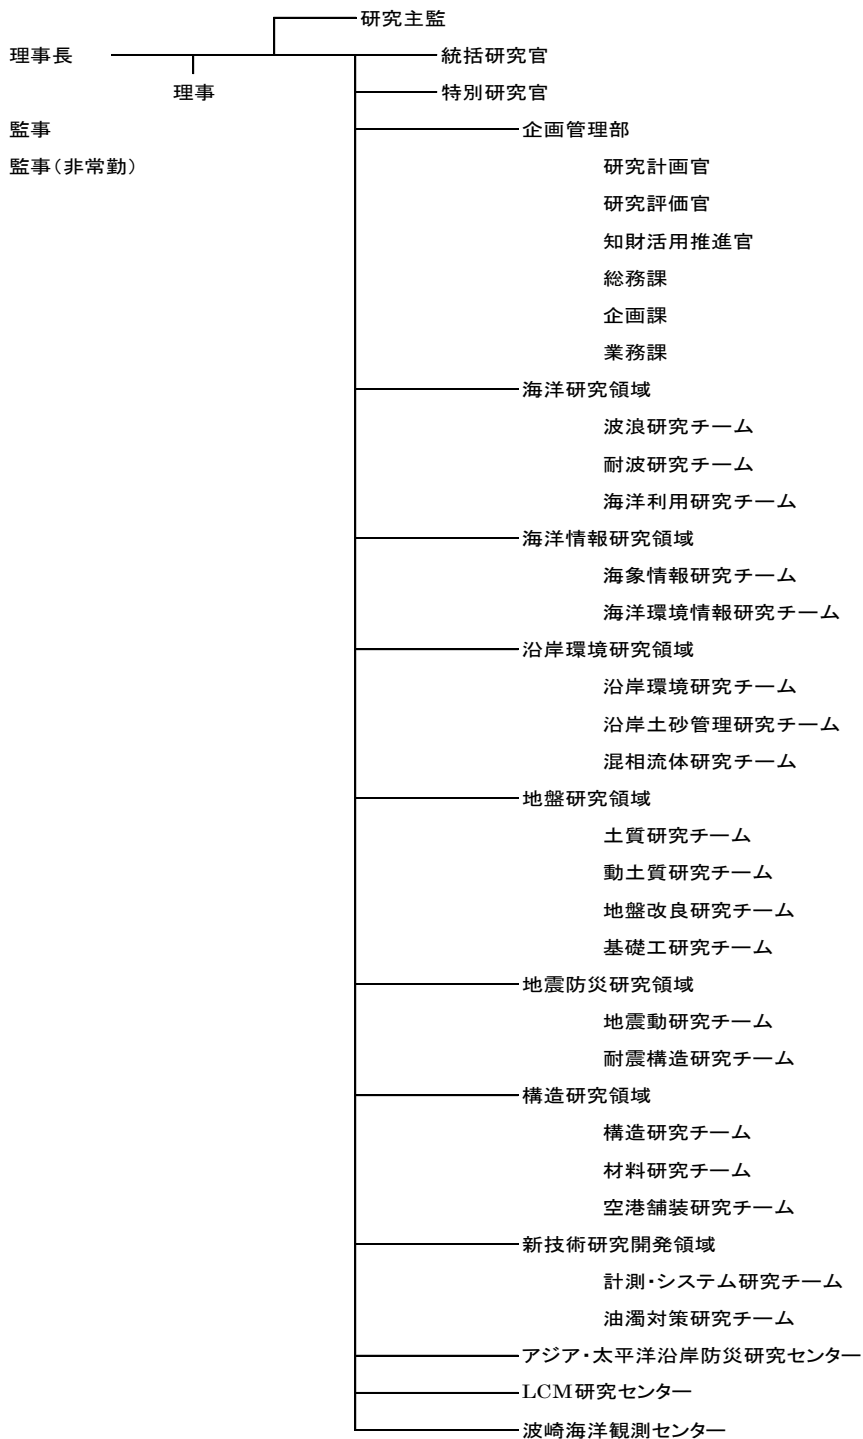 研究主監
理事長
統括研究官
理事
特別研究官
監事
企画管理部
監事(非常勤)
研究計画官
研究評価官
知財活用推進官
総務課
企画課
業務課
海洋研究領域
波浪研究チーム
耐波研究チーム
海洋利用研究チーム
海洋情報研究領域
海象情報研究チーム
海洋環境情報研究チーム
沿岸環境研究領域
沿岸環境研究チーム
沿岸土砂管理研究チーム
混相流体研究チーム
地盤研究領域
土質研究チーム
動土質研究チーム
地盤改良研究チーム
基礎工研究チーム
地震防災研究領域
地震動研究チーム
耐震構造研究チーム
構造研究領域
構造研究チーム
材料研究チーム
空港舗装研究チーム
新技術研究開発領域
計測・システム研究チーム
油濁対策研究チーム
アジア・太平洋沿岸防災研究センター
LCM研究センター
波崎海洋観測センター